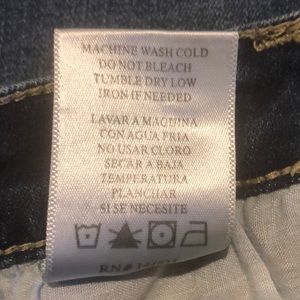 MACHINE WASH COLD
DO NOT BLEACH
TUMBLE DRY LOW
IRON IF NEEDED
LAVAR A MAQUINA
CON AGUA FRIA
NO USAR CLORO
SECAR A BAJA
TEMPERATURA
PLANCHAR
SI SE NECESITE
RN#